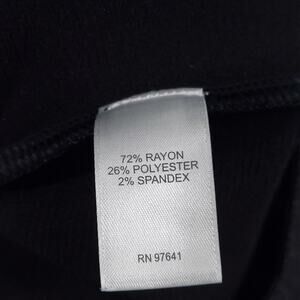 72% RAYON
26% POLYESTER
2% SPANDEX
RN 97641